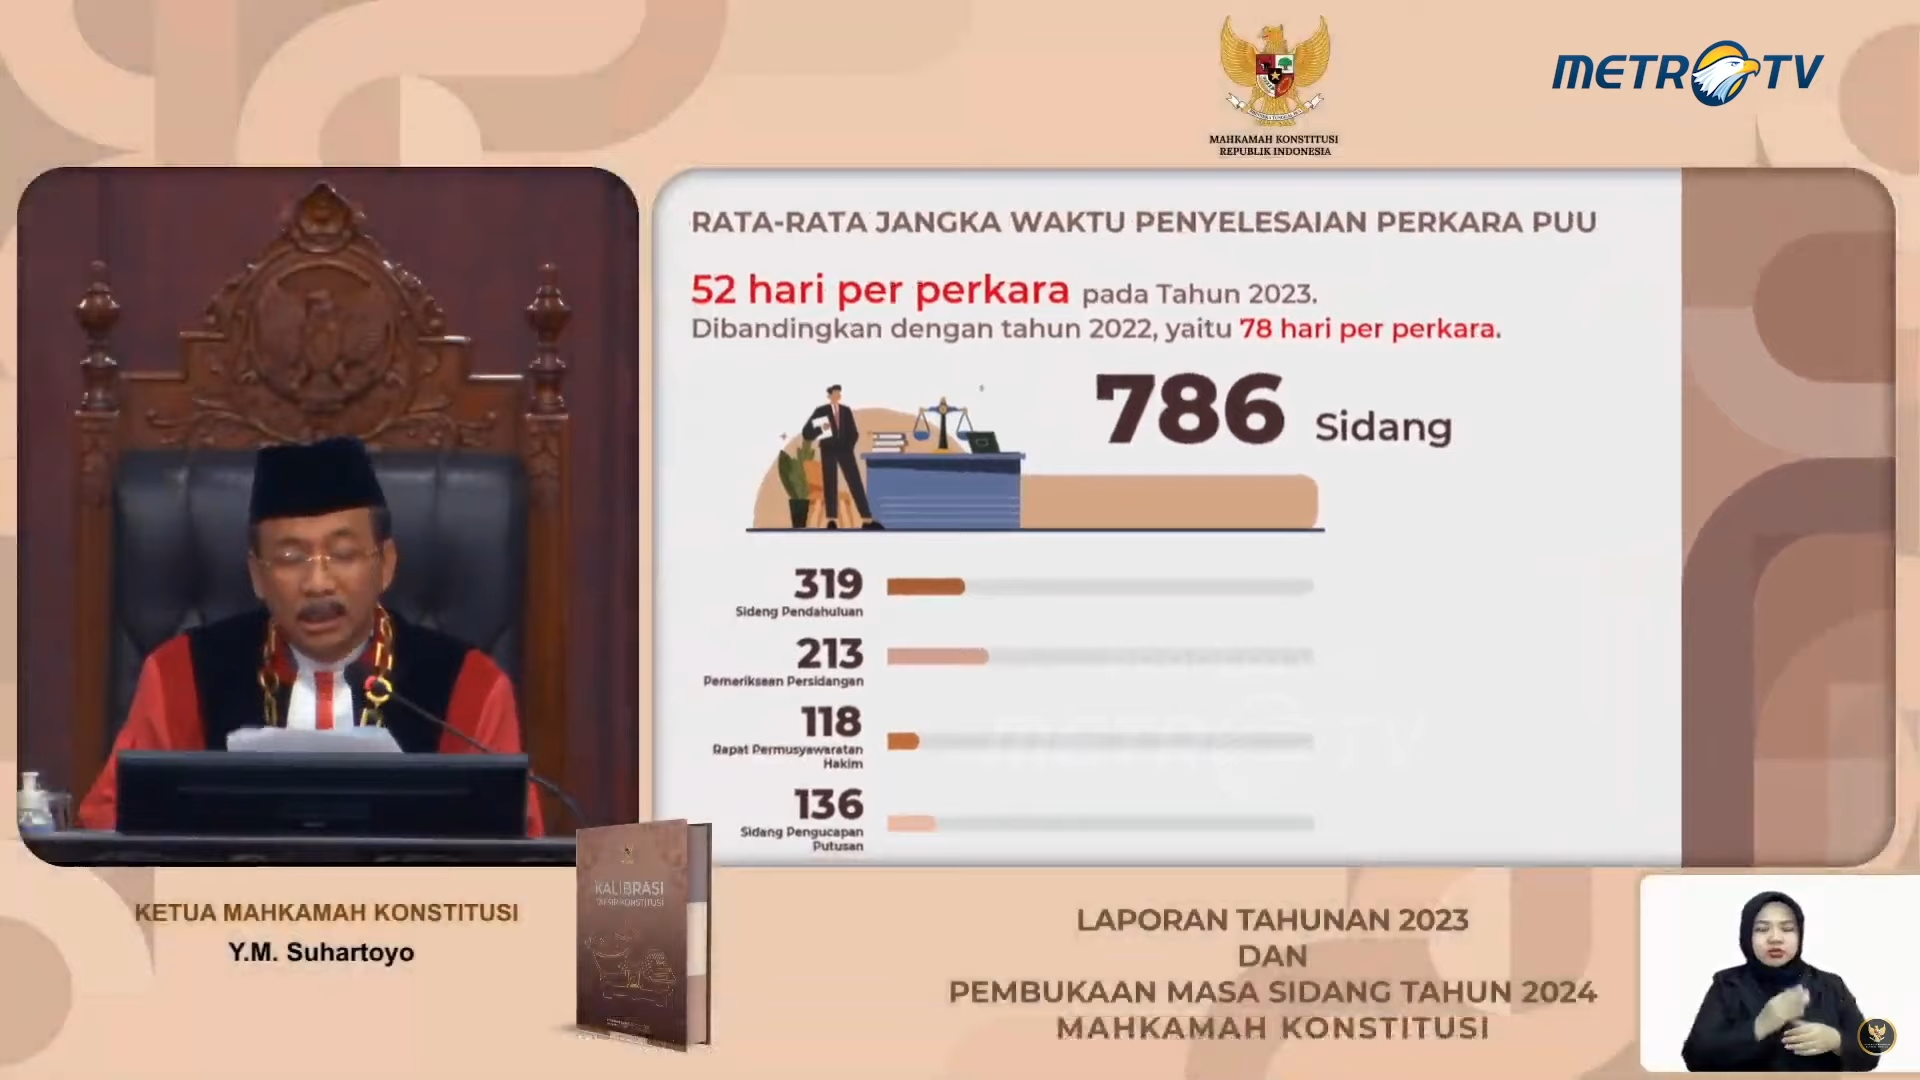 METRO TV
MAHKAMAH KONSTITUSI
REPUBLIK INDONESIA
RATA-RATA JANGKA WAKTU PENYELESAIAN PERKARA PUU
52 hari per perkara pada Tahun 2023.
Dibandingkan dengan tahun 2022, yaitu 78 hari per perkara.
786 Sidang
319
Sidang Pendahuluan
213
Pemeriksaan Persidangan
118
Rapat Permusyawaratan
Hakim
136
Sidang Pengucapan
Putusan
METRO TV
KETUA MAHKAMAH KONSTITUSI
Y.M. Suhartoyo
KALIBRASI
KONSTITUSI
LAPORAN TAHUNAN 2023
DAN
PEMBUKAAN MASA SIDANG TAHUN 2024
MAHKAMAH KONSTITUSI